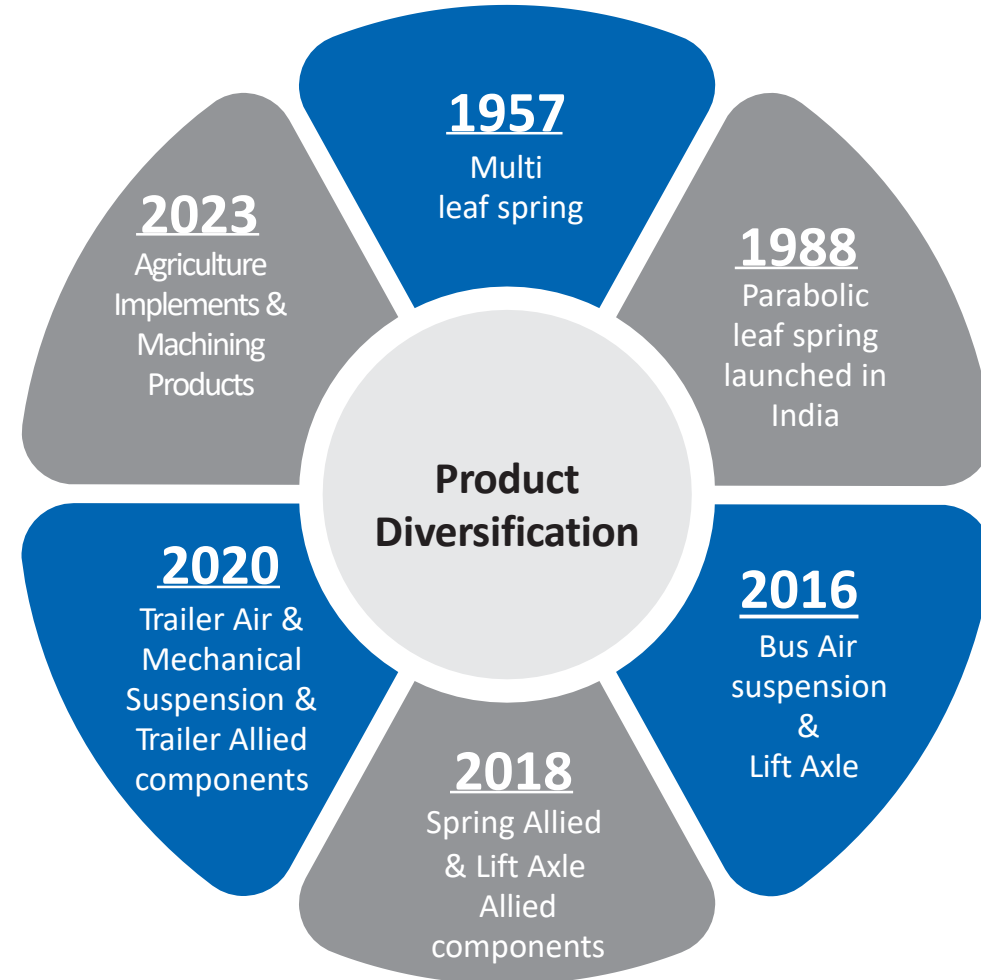 1957
Multi
leaf spring
1988
Parabolic
leaf spring
launched in
India
2016
Bus Air
suspension
&
Lift Axle
2018
Spring Allied
& Lift Axle
Allied
components
2020
Trailer Air &
Mechanical
Suspension &
Trailer Allied
components
2023
Agriculture
Implements &
Machining
Products
Product
Diversification